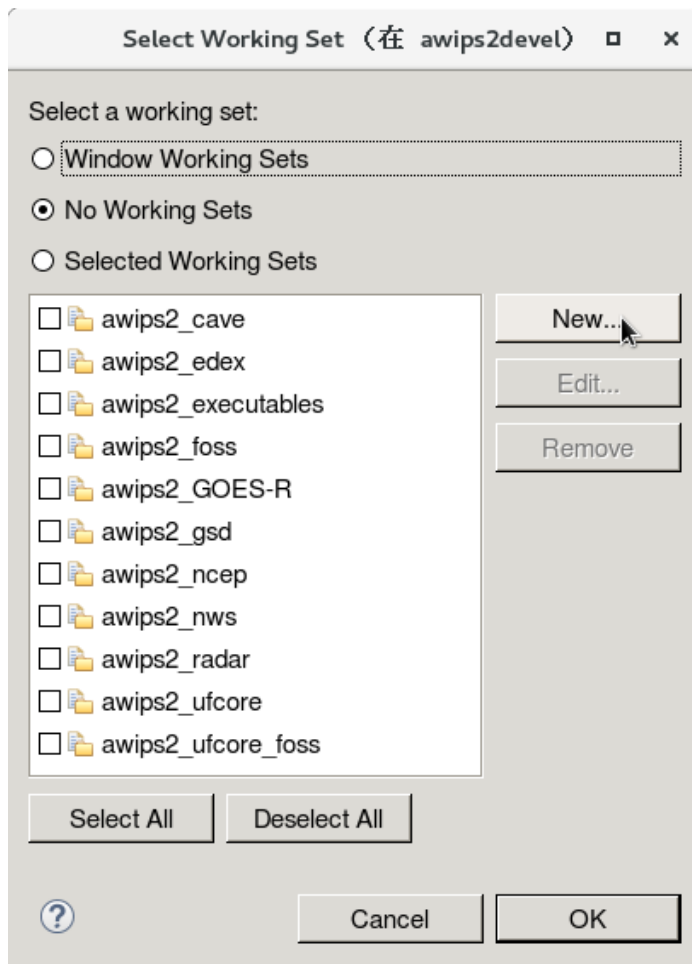 Select Working Set (在 awips2devel)
Select a working set:
Window Working Sets
No Working Sets
Selected Working Sets
awips2_cave
awips2_edex
awips2_executables
awips2_foss
awips2_GOES-R
awips2_gsd
awips2_ncep
awips2_nws
awips2_radar
awips2_ufcore
awips2_ufcore_foss
New...
Edit...
Remove
Select All Deselect All
? Cancel OK